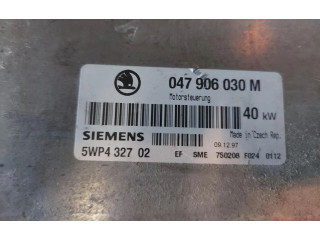 047 906 030 M
Motorsteuerung
40 kW
SIEMENS
Made in Czech Rep.
09.12.97
5WP4 327 02
EF SME 750208 F024 0112